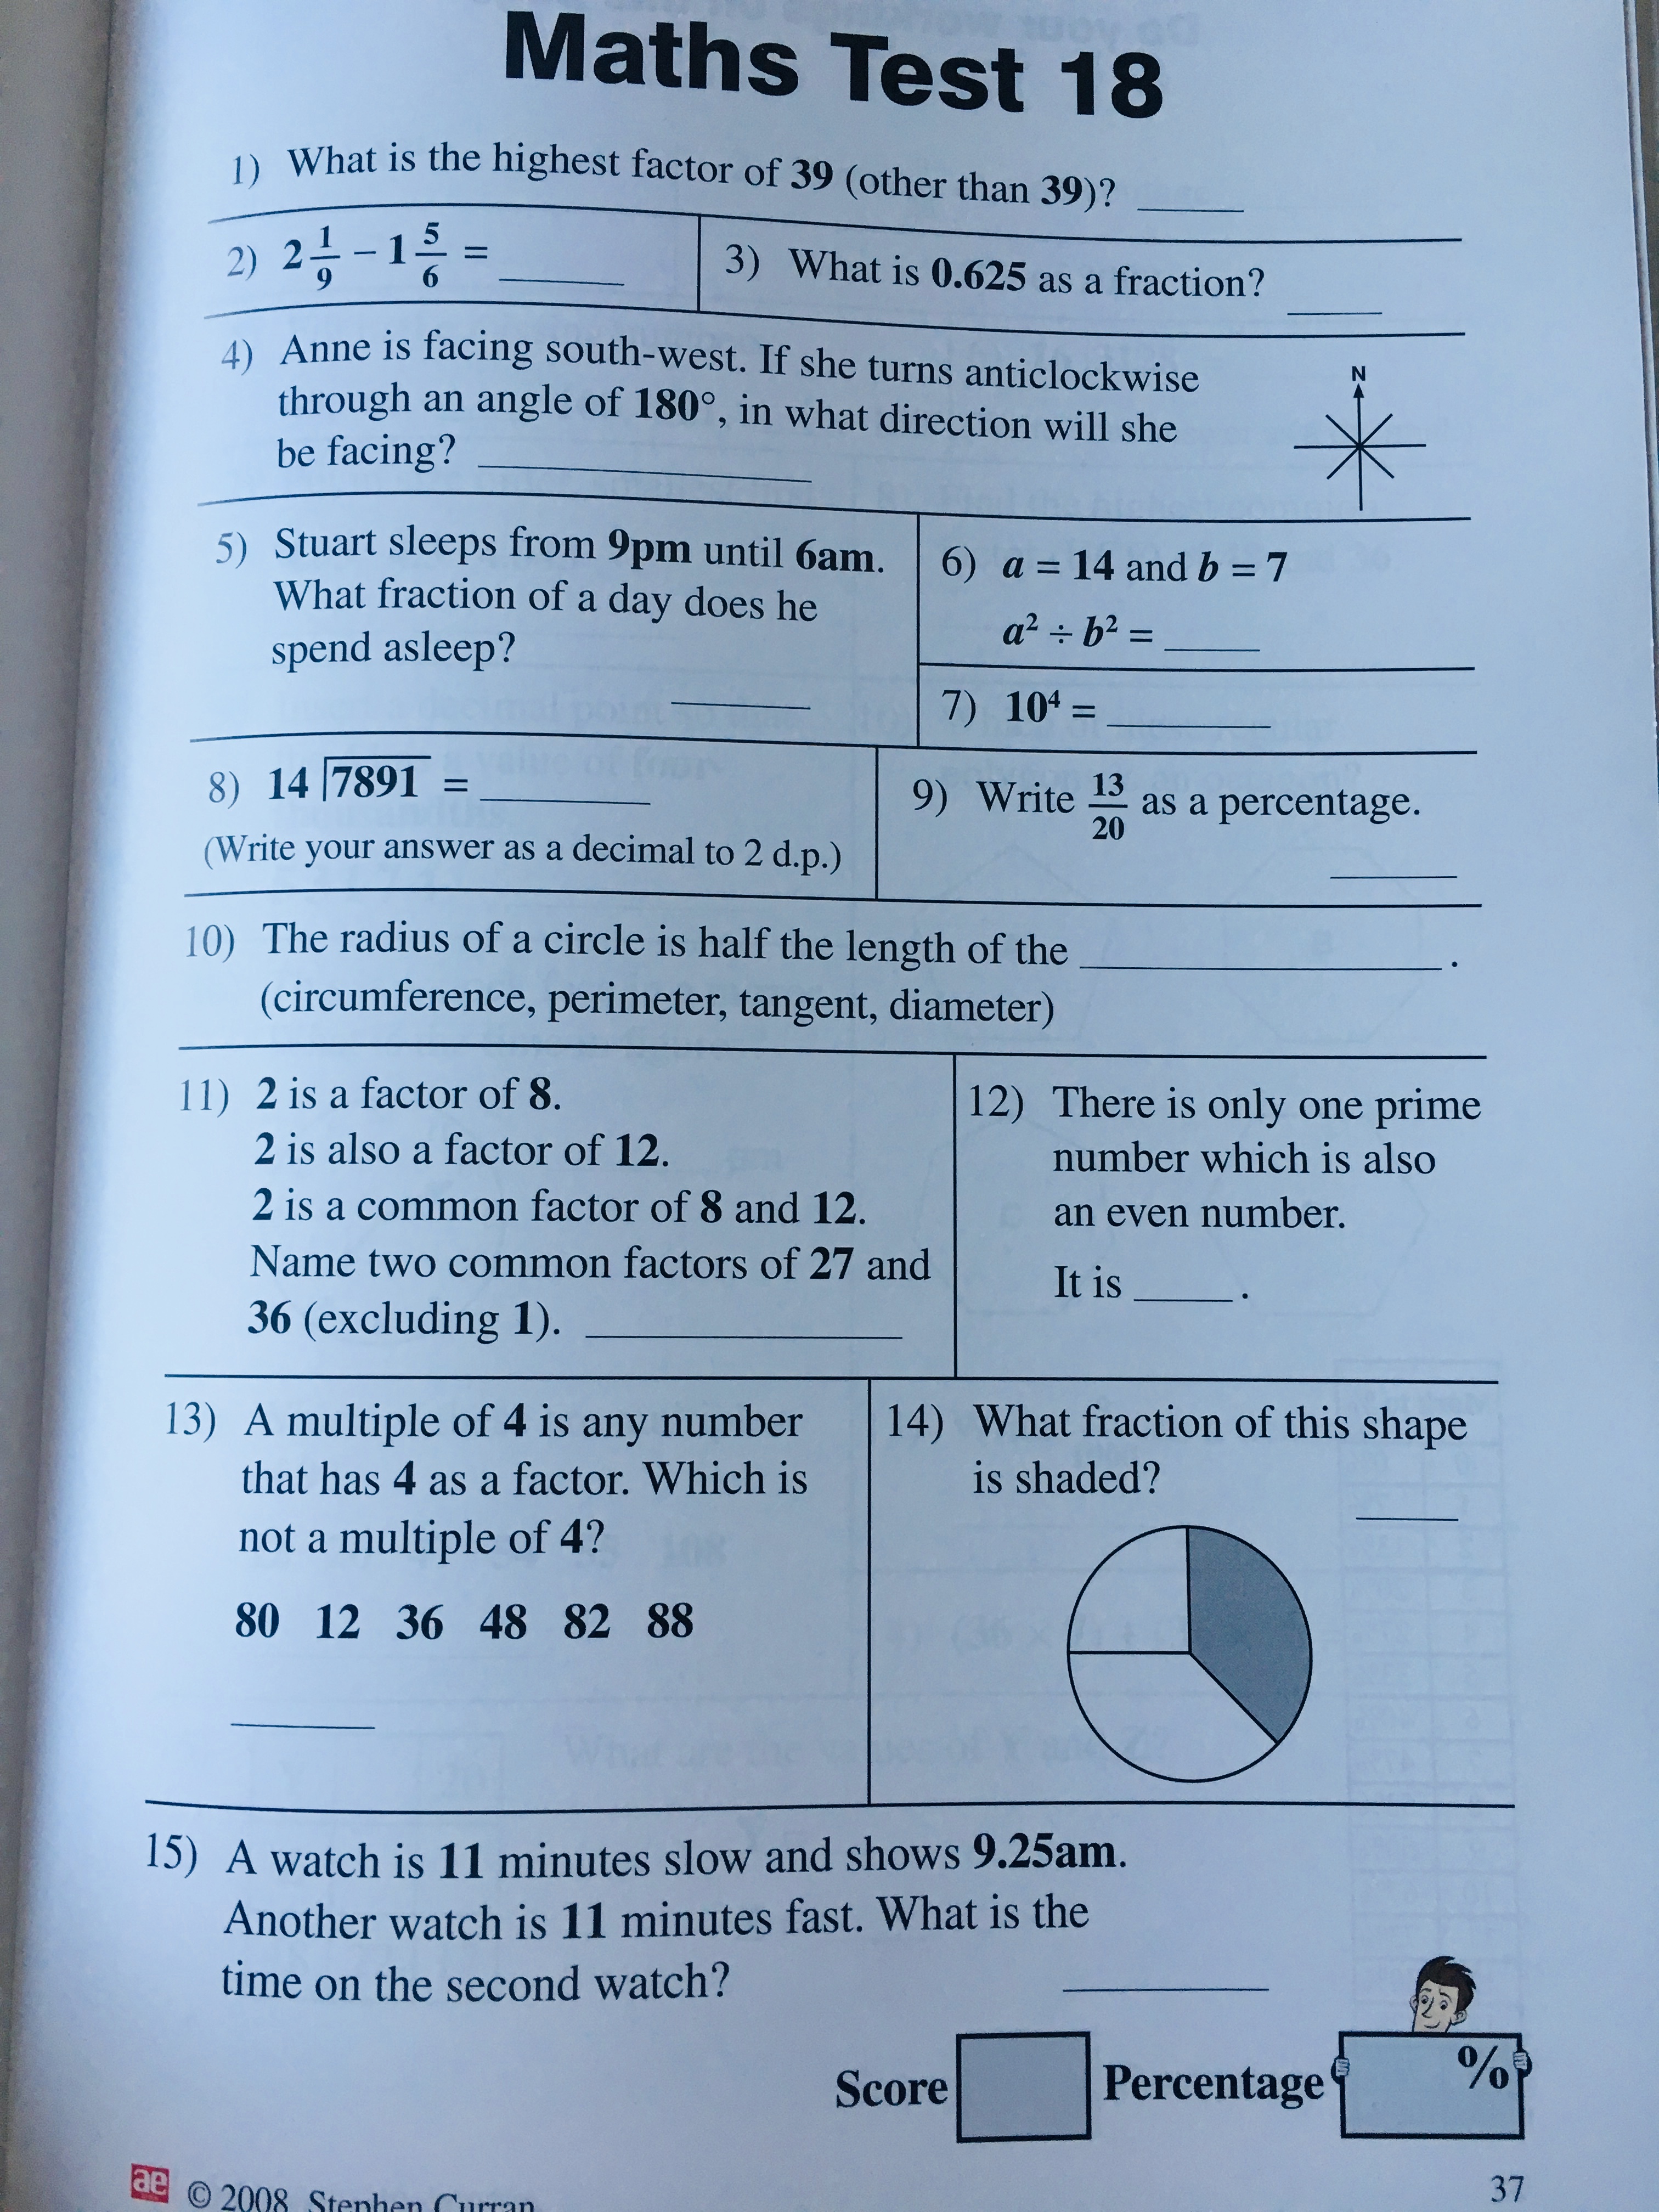 Maths Test 18
1) What is the highest factor of 39 (other than 39)? ______
2) 2 1/9 − 1 5/6 = ______
3) What is 0.625 as a fraction? ______
4) Anne is facing south-west. If she turns anticlockwise
through an angle of 180°, in what direction will she
be facing? ______
N
5) Stuart sleeps from 9pm until 6am.
What fraction of a day does he
spend asleep?
______
6) a = 14 and b = 7
a² ÷ b² = ______
7) 10⁴ = ______
8) 14 7891 = ______
(Write your answer as a decimal to 2 d.p.)
9) Write 13/20 as a percentage.
______
10) The radius of a circle is half the length of the ______ .
(circumference, perimeter, tangent, diameter)
11) 2 is a factor of 8.
2 is also a factor of 12.
2 is a common factor of 8 and 12.
Name two common factors of 27 and
36 (excluding 1). ______
12) There is only one prime
number which is also
an even number.
It is ______ .
13) A multiple of 4 is any number
that has 4 as a factor. Which is
not a multiple of 4?
80 12 36 48 82 88
______
14) What fraction of this shape
is shaded? ______
15) A watch is 11 minutes slow and shows 9.25am.
Another watch is 11 minutes fast. What is the
time on the second watch? ______
Score Percentage %
ae © 2008 Stephen Curran
37